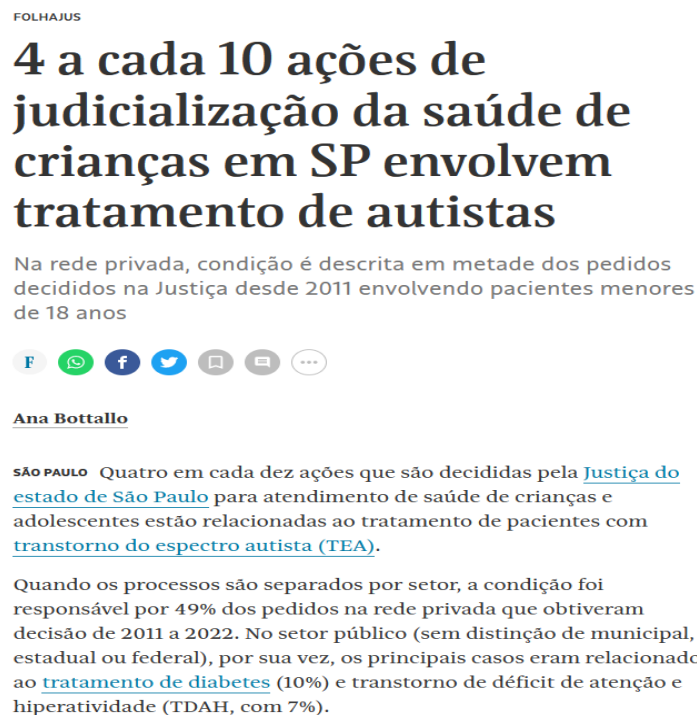 FOLHAJUS
4 a cada 10 ações de
judicialização da saúde de
crianças em SP envolvem
tratamento de autistas
Na rede privada, condição é descrita em metade dos pedidos
decididos na Justiça desde 2011 envolvendo pacientes menores
de 18 anos
F
Ana Bottallo
SÃO PAULO Quatro em cada dez ações que são decididas pela Justiça do
estado de São Paulo para atendimento de saúde de crianças e
adolescentes estão relacionadas ao tratamento de pacientes com
transtorno do espectro autista (TEA).
Quando os processos são separados por setor, a condição foi
responsável por 49% dos pedidos na rede privada que obtiveram
decisão de 2011 a 2022. No setor público (sem distinção de municipal,
estadual ou federal), por sua vez, os principais casos eram relacionado
ao tratamento de diabetes (10%) e transtorno de déficit de atenção e
hiperatividade (TDAH, com 7%).